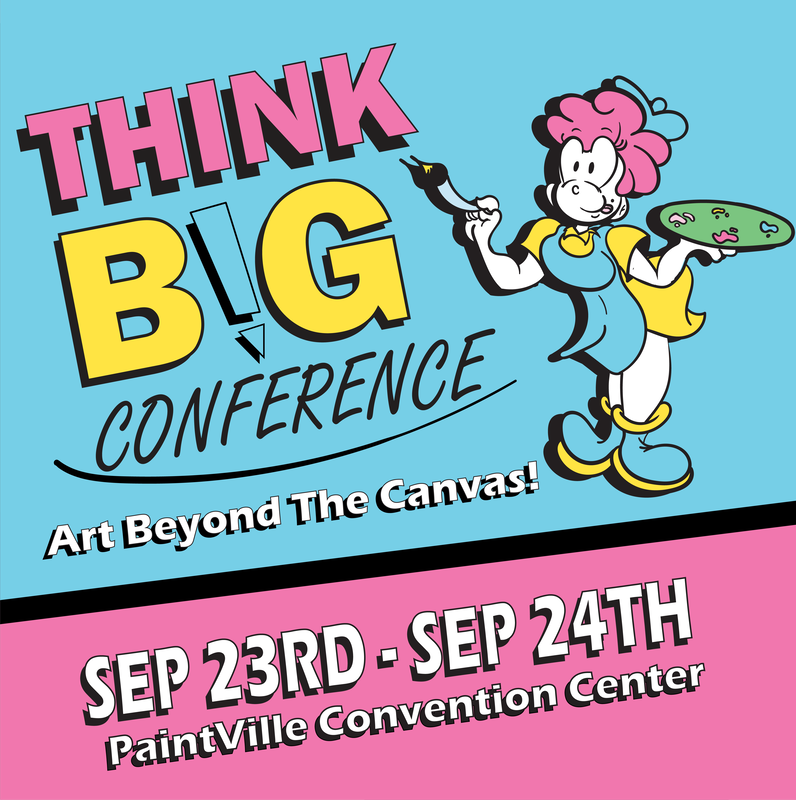 THINK
B!G
CONFERENCE
Art Beyond The Canvas!
SEP 23RD - SEP 24TH
PaintVille Convention Center